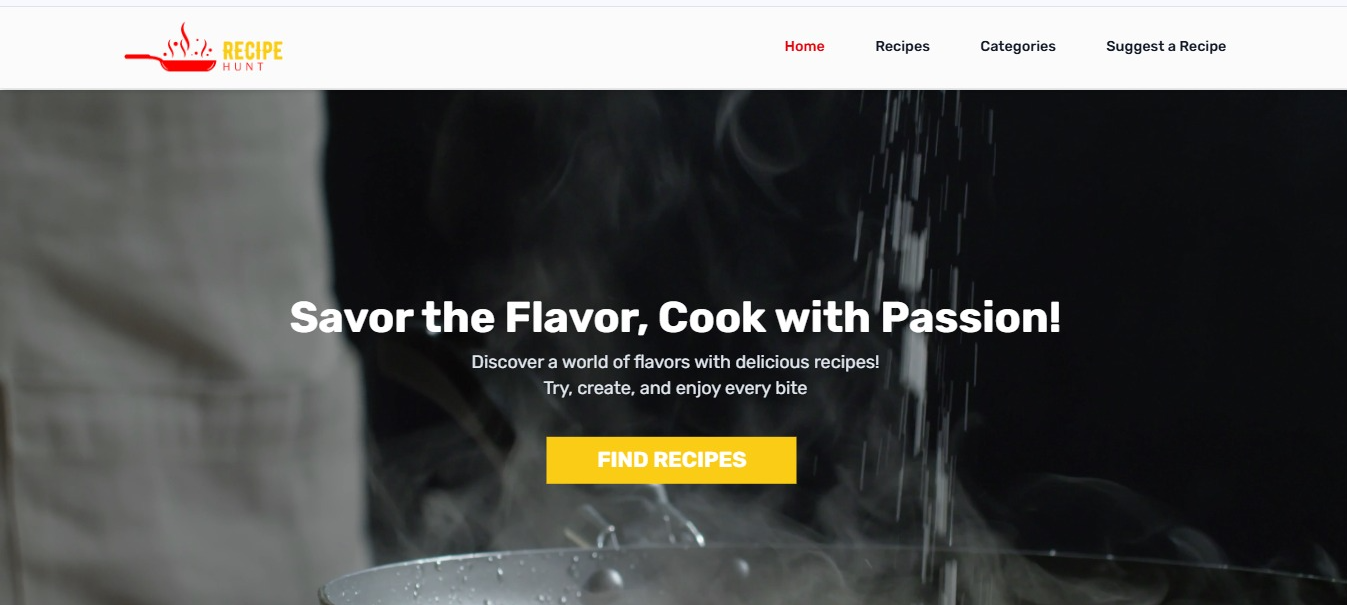 RECIPE
HUNT
Home Recipes Categories Suggest a Recipe
Savor the Flavor, Cook with Passion!
Discover a world of flavors with delicious recipes!
Try, create, and enjoy every bite
FIND RECIPES